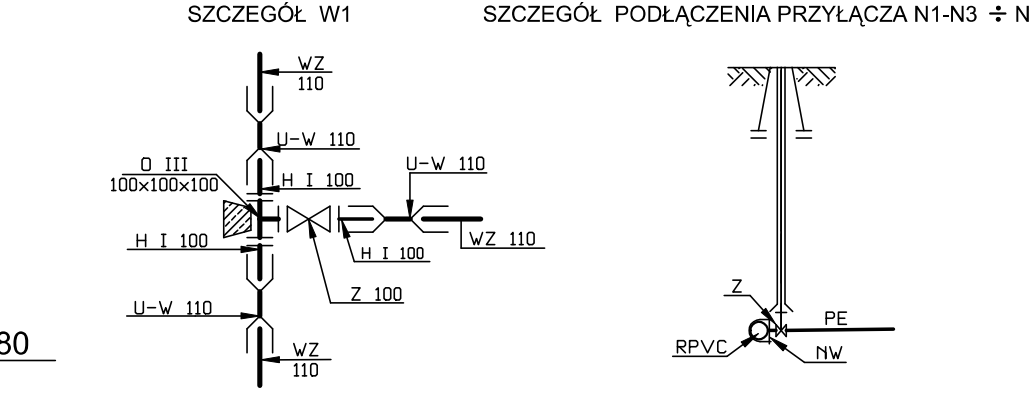 SZCZEGÓŁ W1
SZCZEGÓŁ PODŁĄCZENIA PRZYŁĄCZA N1-N3 ÷ N
WZ
110
U-W 110
O III
100x100x100
H I 100
U-W 110
H I 100
WZ 110
H I 100
Z 100
U-W 110
WZ
110
80
Z
PE
RPVC
NW